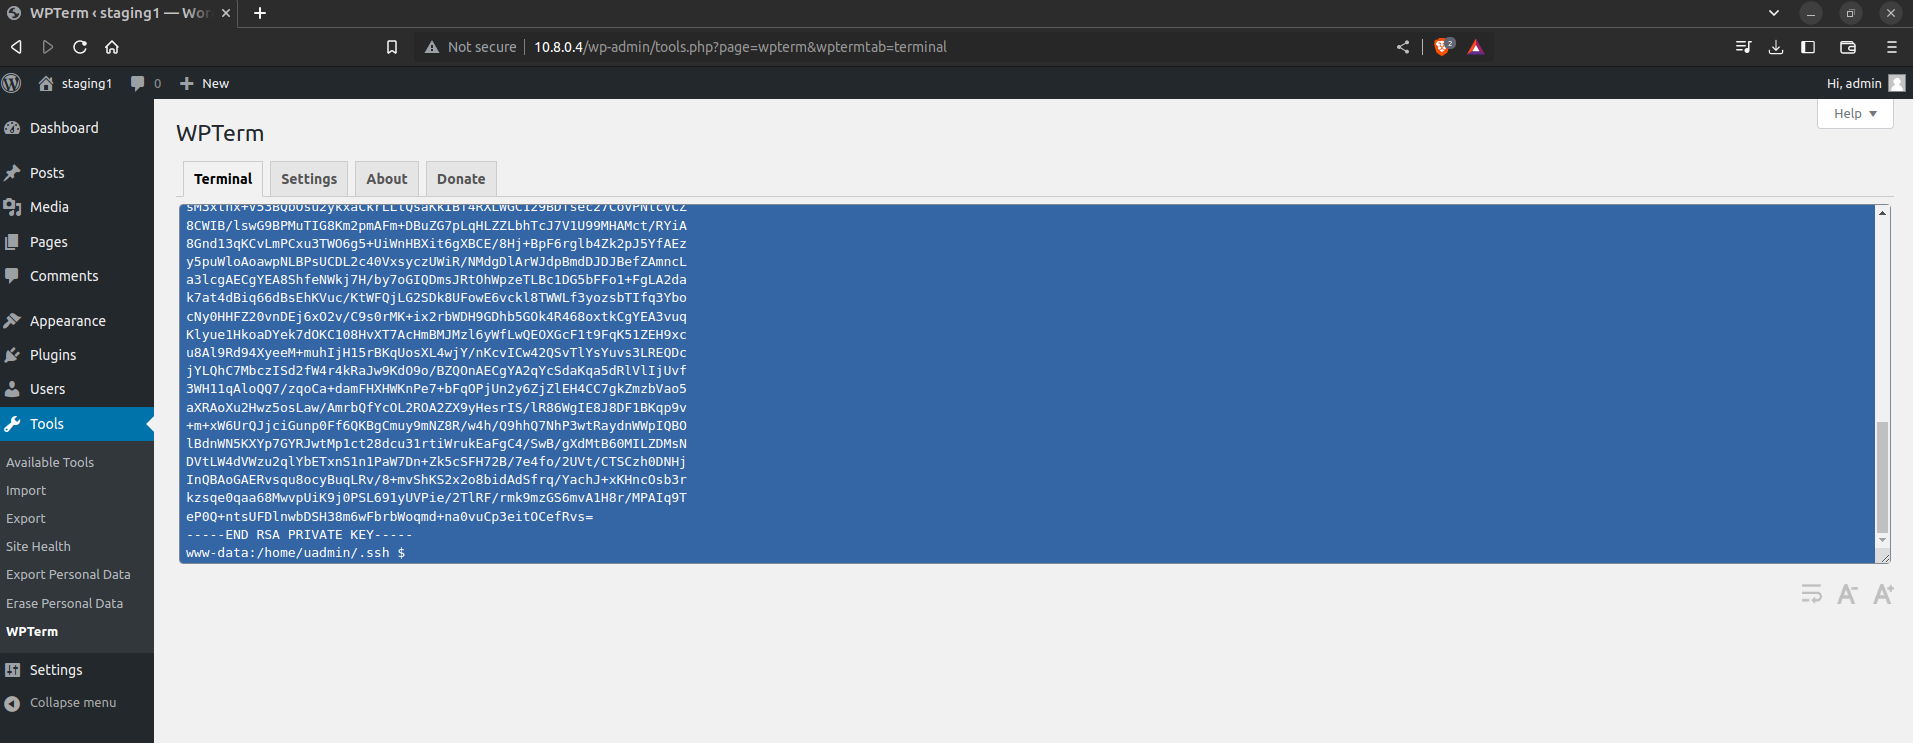 WPTerm ‹ staging1 — Wor
Not secure
10.8.0.4/wp-admin/tools.php?page=wpterm&wptermtab=terminal
2
staging1
0
New
Hi, admin
Help
Dashboard
Posts
Media
Pages
Comments
Appearance
Plugins
Users
Tools
Available Tools
Import
Export
Site Health
Export Personal Data
Erase Personal Data
WPTerm
Settings
Collapse menu
WPTerm
Terminal
Settings
About
Donate
8CWIB/lswG9BPMuTIG8Km2pmAFm+DBuZG7pLqHLZZLbhTcJ7V1U99MHAMct/RYiA
8Gnd13qKCvLmPCxu3TWO6g5+UiWnHBXit6gXBCE/8Hj+BpF6rglb4Zk2pJ5YfAEz
y5puWloAoawpNLBPsUCDL2c40VxsyczUWiR/NMdgDlArWJdpBmdDJDJBefZAmncL
a3lcgAECgYEA8ShfeNWkj7H/by7oGIQDmsJRtOhWpzeTLBc1DG5bFFo1+FgLA2da
k7at4dBiq66dBsEhKVuc/KtWFQjLG2SDk8UFowE6vckl8TWWLf3yozsbTIfq3Ybo
cNy0HHFZ20vnDEj6xO2v/C9s0rMK+ix2rbWDH9GDhb5GOk4R468oxtkCgYEA3vuq
Klyue1HkoaDYek7dOKC108HvXT7AcHmBMJMzl6yWfLwQEOXGcF1t9FqK51ZEH9xc
u8Al9Rd94XyeeM+muhIjH15rBKqUosXL4wjY/nKcvICw42QSvTlYsYuvs3LREQDc
jYLQhC7MbczISd2fW4r4kRaJw9KdO9o/BZQOnAECgYA2qYcSdaKqa5dRlVlIjUvf
3WH11qAloQQ7/zqoCa+damFHXHWKnPe7+bFqOPjUn2y6ZjZlEH4CC7gkZmzbVao5
aXRAoXu2Hwz5osLaw/AmrbQfYcOL2ROA2ZX9yHesrIS/lR86WgIE8J8DF1BKqp9v
+m+xW6UrQJjciGunp0Ff6QKBgCmuy9mNZ8R/w4h/Q9hhQ7NhP3wtRaydnWWpIQBO
lBdnWN5KXYp7GYRJwtMp1ct28dcu31rtiWrukEaFgC4/SwB/gXdMtB60MILZDMsN
DVtLW4dVWzu2qlYbETxnS1n1PaW7Dn+Zk5cSFH72B/7e4fo/2UVt/CTSCzh0DNHj
InQBAoGAERvsqu8ocyBuqLRv/8+mvShKS2x2o8bidAdSfrq/YachJ+xKHncOsb3r
kzsqe0qaa68MwvpUiK9j0PSL691yUVPie/2TlRF/rmk9mzGS6mvA1H8r/MPAIq9T
eP0Q+ntsUFDlnwbDSH38m6wFbrbWoqmd+na0vuCp3eitOCefRvs=
-----END RSA PRIVATE KEY-----
www-data:/home/uadmin/.ssh $
A-
A+